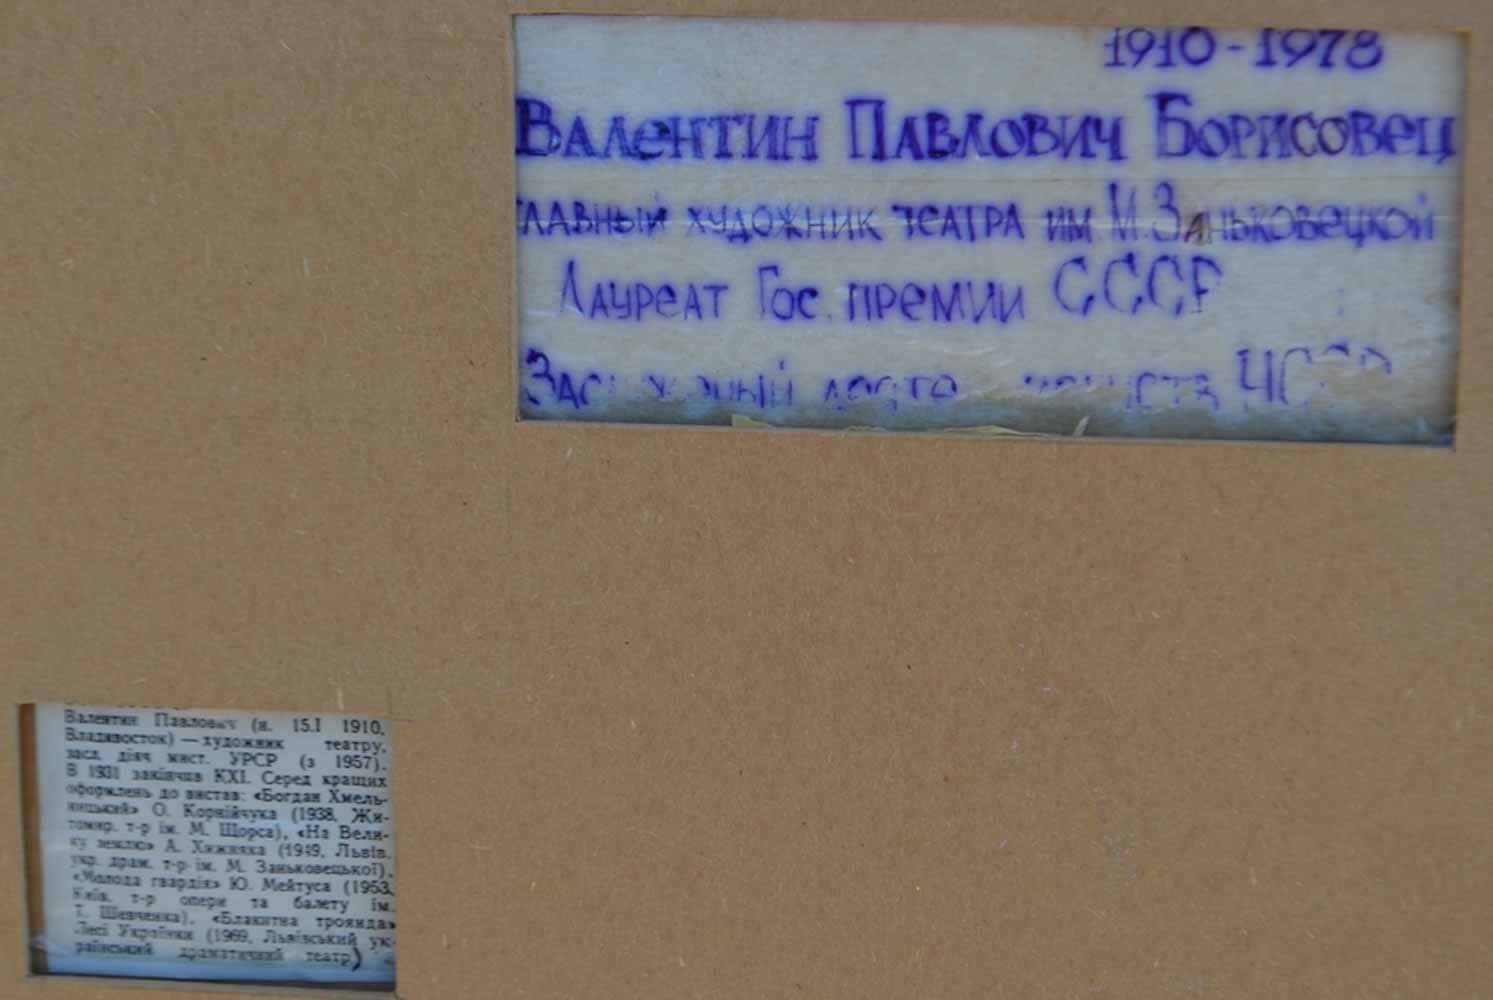 1910-1978
Валентин Павлович Борисовец
главный художник театра им М.Заньковецкой
Лауреат Гос. премии СССР
Валентин Павлович (н. 15.I 1910,
Владивосток) — художник театру,
засл. діяч мист. УРСР (з 1957).
В 1931 закінчив КХІ. Серед кращих
оформлень до вистав: «Богдан Хмель-
ницький» О. Корнійчука (1938, Жи-
томир. т-р ім. М. Щорса), «На Вели-
ку землю» А. Хижняка (1949, Львів.
укр. драм. т-р ім. М. Заньковецької),
«Молода гвардія» Ю. Мейтуса (1953,
Київ. т-р опери та балету ім.
Т. Шевченка), «Блакитна троянда»
Лесі Українки (1969, Львівський ук-
раїнський драматичний театр)